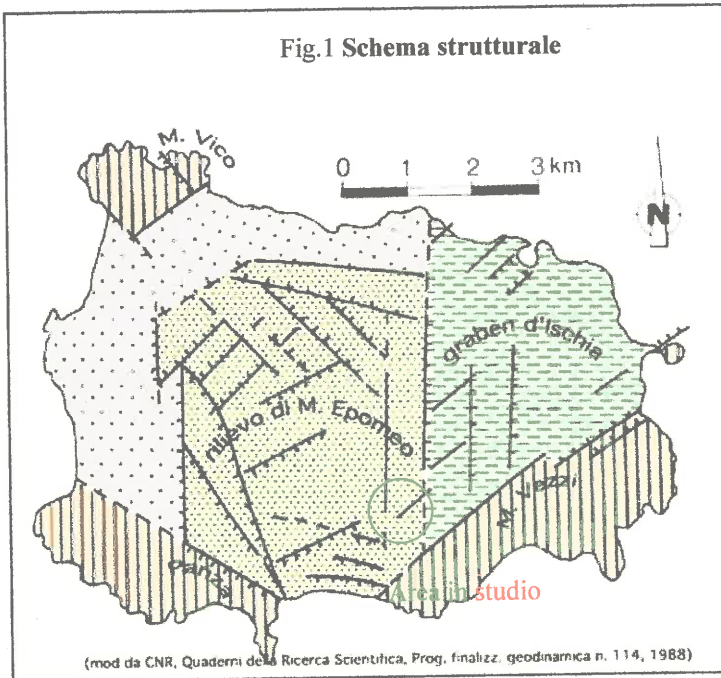 Fig.1 Schema strutturale
M. Vico
0 1 2 3 km
N
graben d'Ischia
rilievo di M. Epomeo
M. Vezzi
Panza
Area in studio
(mod da CNR, Quaderni della Ricerca Scientifica, Prog. finalizz. geodinamica n. 114, 1988)